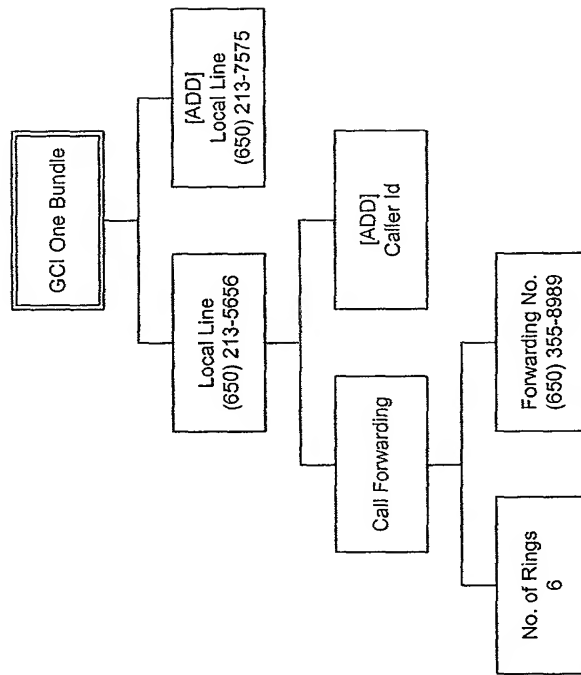 GCI One Bundle
Local Line
(650) 213-5656
[ADD]
Local Line
(650) 213-7575
Call Forwarding
[ADD]
Caller Id
No. of Rings
6
Forwarding No.
(650) 355-8989